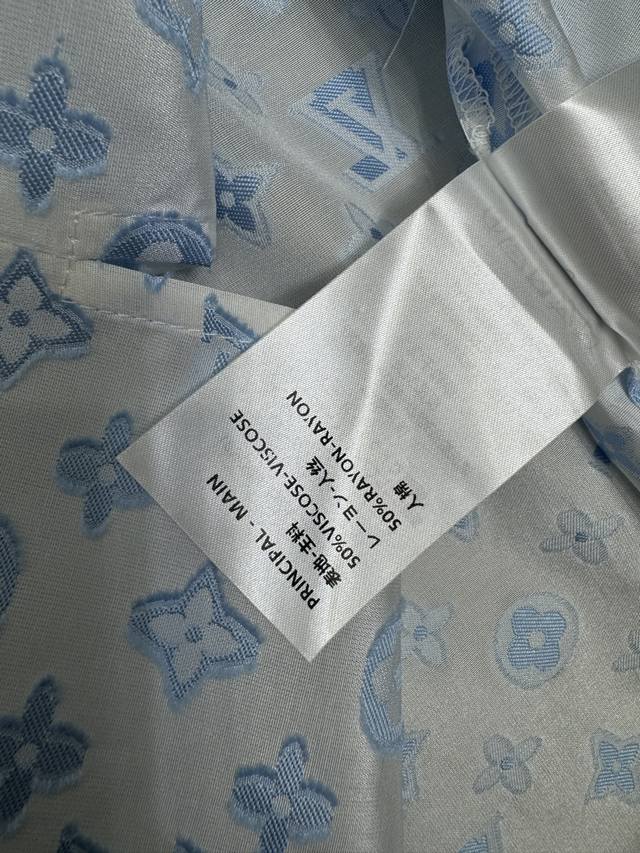 PRINCIPAL - MAIN
表地-主料
50%VISCOSE-VISCOSE
レーヨン-人丝
50%RAYON-RAYON
人棉